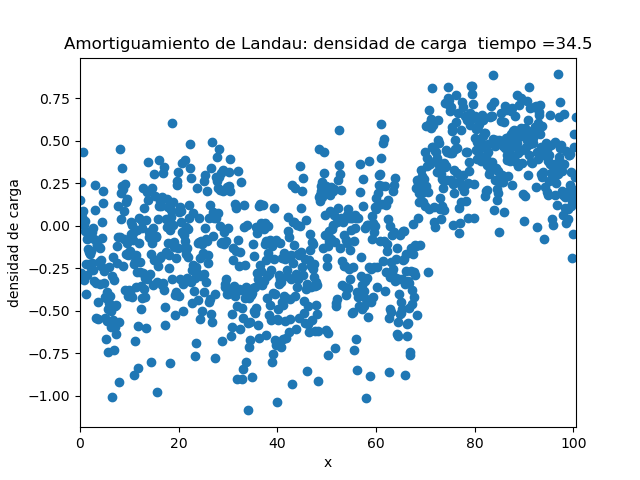 Amortiguamiento de Landau: densidad de carga  tiempo =34.5
densidad de carga
0.75
0.50
0.25
0.00
−0.25
−0.50
−0.75
−1.00
0 20 40 60 80 100
x